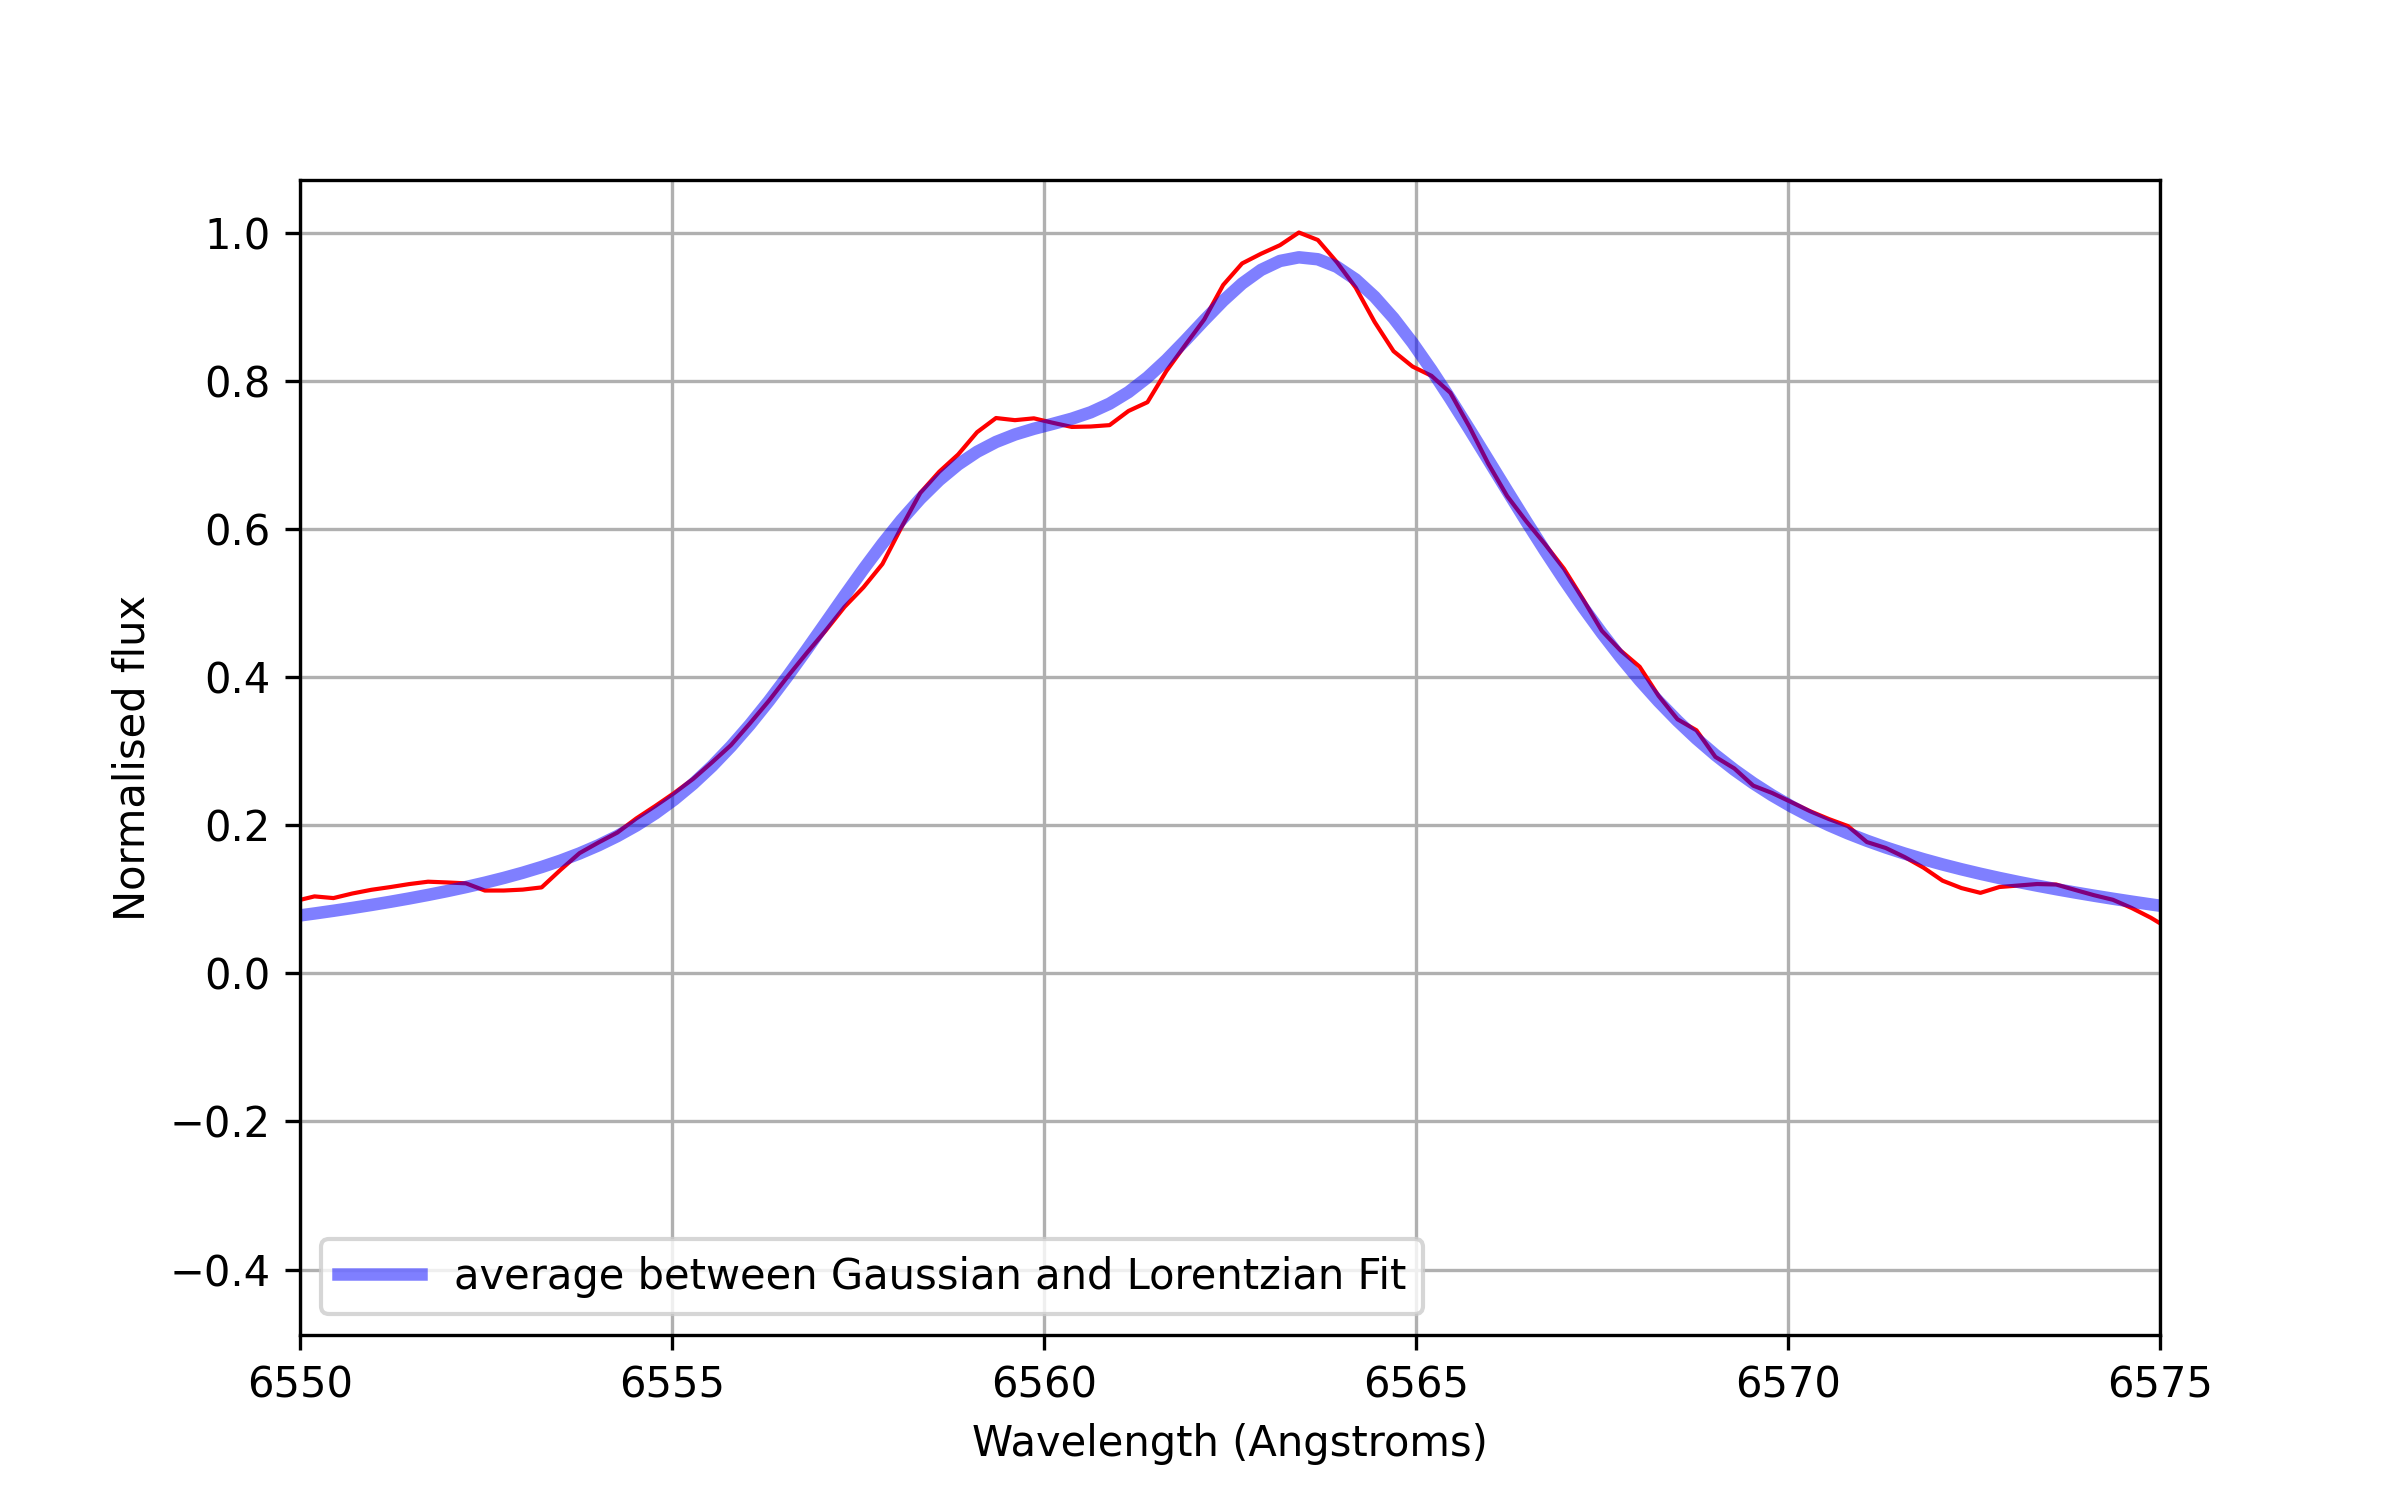 1.0
0.8
0.6
0.4
0.2
0.0
−0.2
−0.4
Normalised flux
average between Gaussian and Lorentzian Fit
6550 6555 6560 6565 6570 6575
Wavelength (Angstroms)